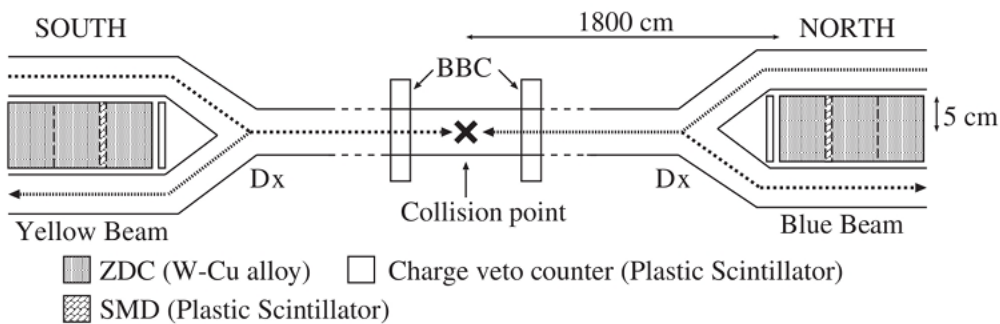 SOUTH
1800 cm
NORTH
BBC
5 cm
Dx
Dx
Collision point
Yellow Beam
Blue Beam
ZDC (W-Cu alloy)
Charge veto counter (Plastic Scintillator)
SMD (Plastic Scintillator)